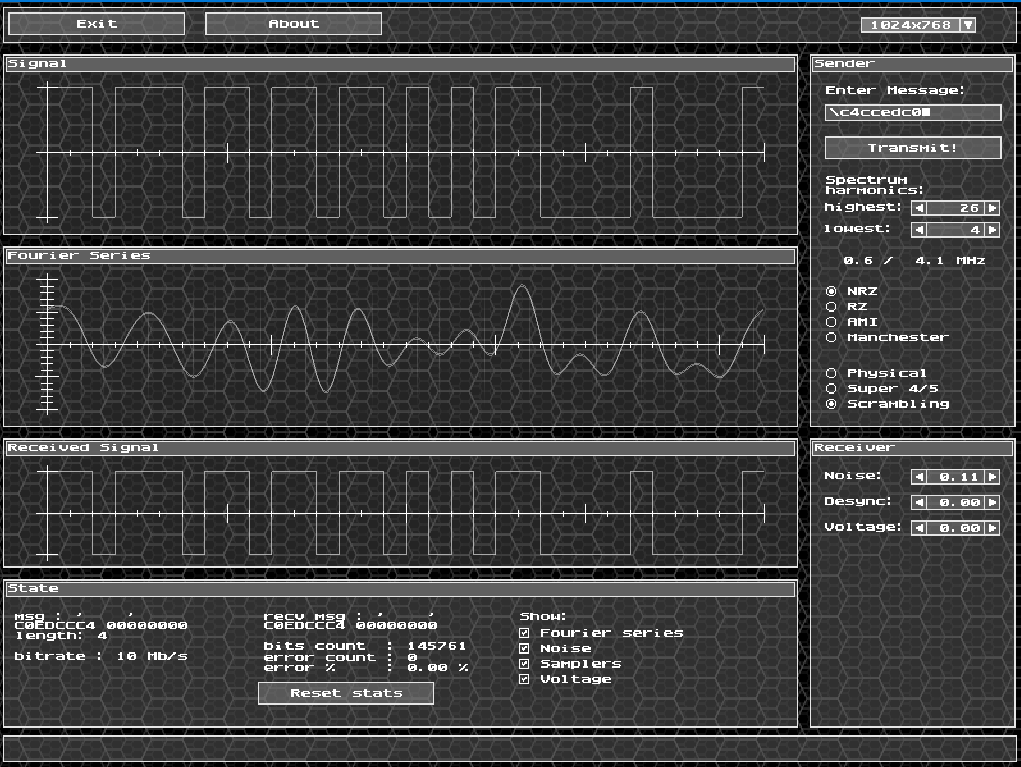 Exit
About
1024x768
Signal
Sender
Enter Message:
\c4ccedc0
Transmit!
Spectrum
harmonics:
highest: 26
lowest: 4
0.6 / 4.1 MHz
NRZ
RZ
AMI
Manchester
Physical
Super 4/5
Scrambling
Fourier Series
Received Signal
Receiver
Noise: 0.11
Desync: 0.00
Voltage: 0.00
State
msg : '    '
C0EDCCC4 00000000
length: 4
bitrate : 10 Mb/s
recv msg : '    '
C0EDCCC4 00000000
bits count : 145761
error count : 0
error % : 0.00 %
Reset stats
Show:
Fourier series
Noise
Samplers
Voltage